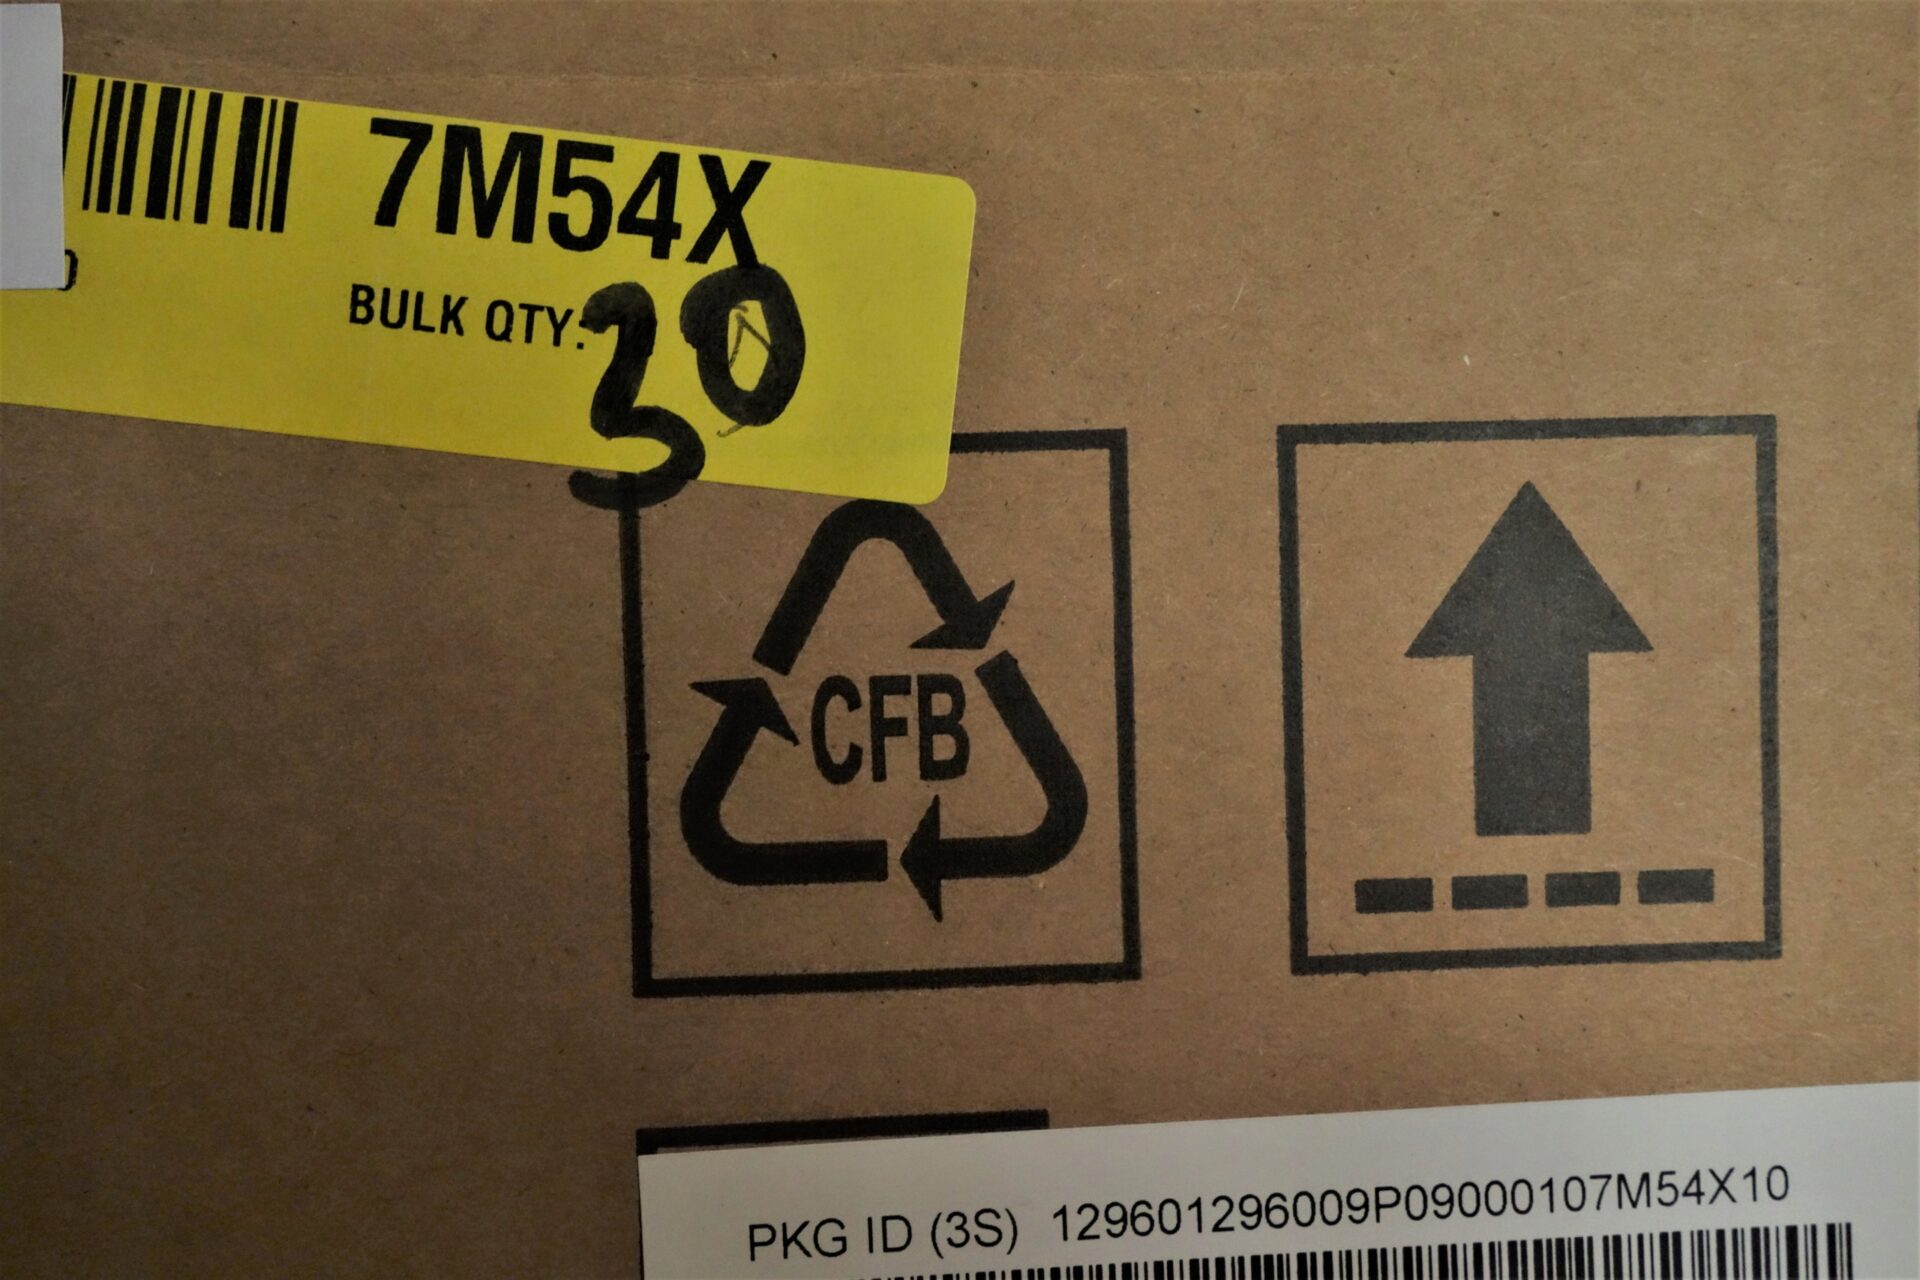 7M54X
BULK QTY: 30
CFB
PKG ID (3S) 129601296009P09000107M54X10